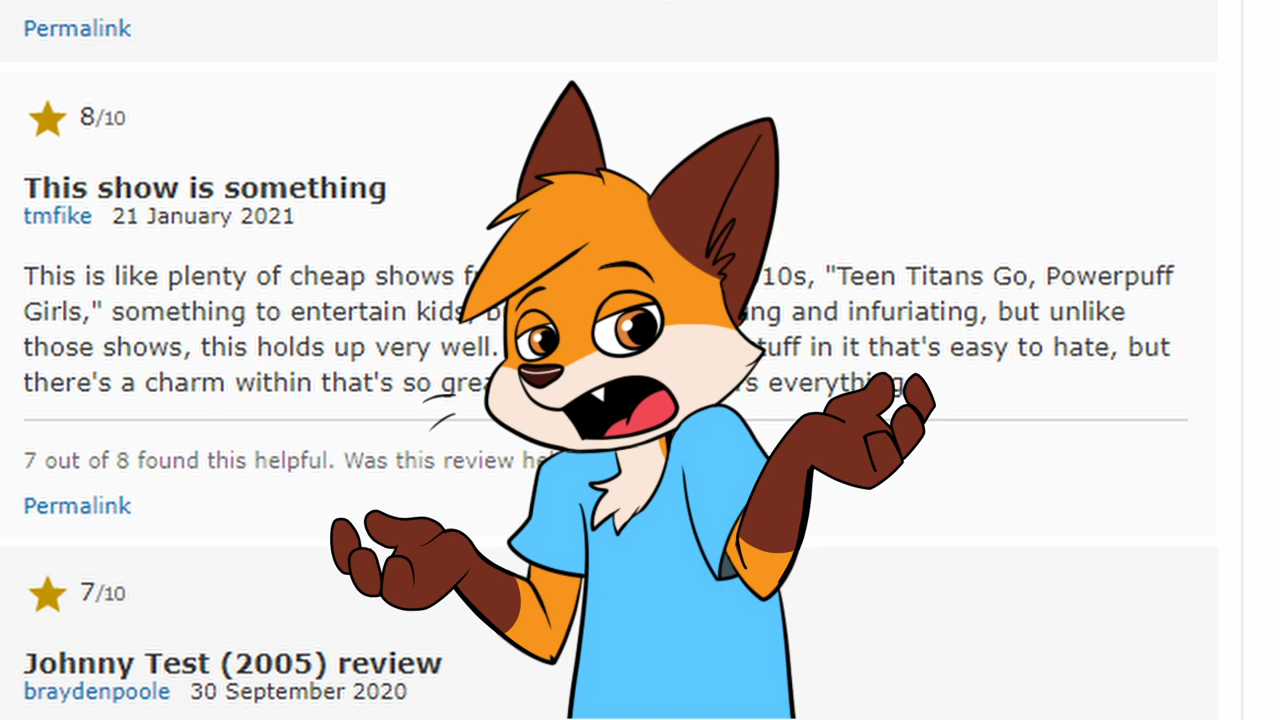 Permalink
8/10
This show is something
tmfike 21 January 2021
This is like plenty of cheap shows 10s, "Teen Titans Go, Powerpuff
Girls," something to entertain kids, and infuriating, but unlike
those shows, this holds up very well. in it that's easy to hate, but
there's a charm within that's so everything
7 out of 8 found this helpful. Was this review
Permalink
7/10
Johnny Test (2005) review
braydenpoole 30 September 2020